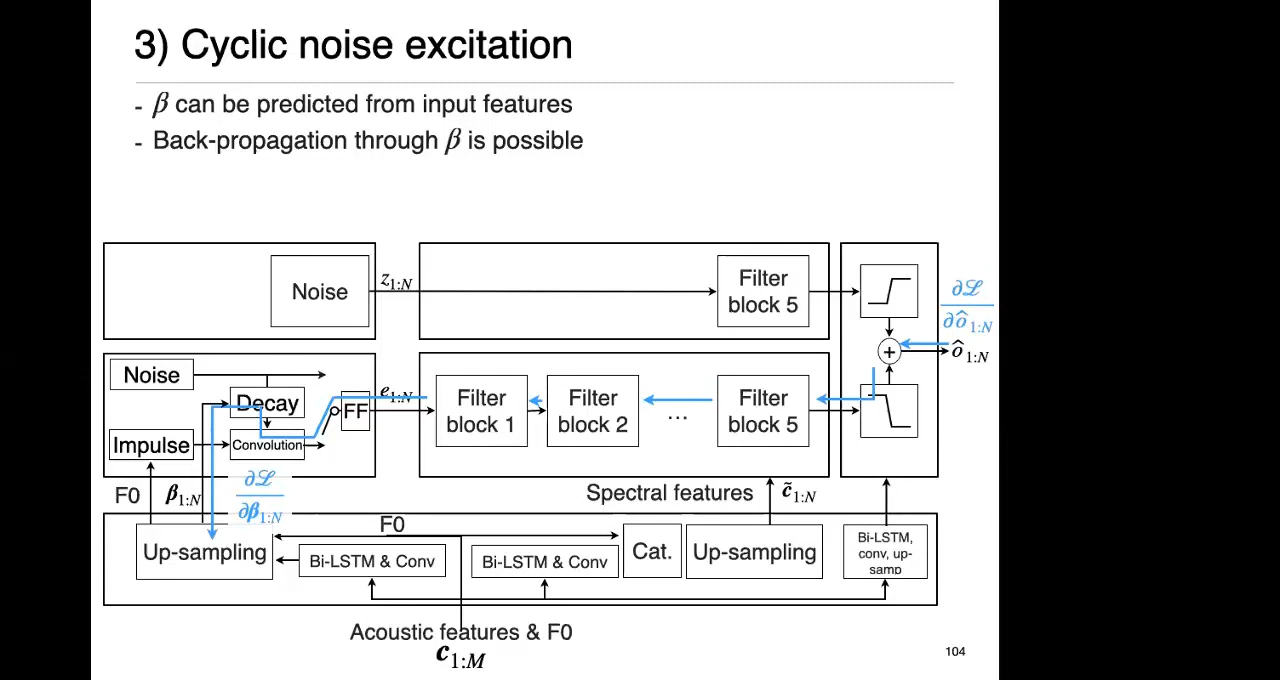 3) Cyclic noise excitation
- β can be predicted from input features
- Back-propagation through β is possible
Noise
z1:N
Filter
block 5
∂ℒ
∂ô1:N
ô1:N
Noise
Decay
Impulse
Convolution
FF
e1:N
Filter
block 1
Filter
block 2
...
Filter
block 5
F0
β1:N
∂ℒ
∂β1:N
Spectral features
c̃1:N
Up-sampling
F0
Bi-LSTM & Conv
Bi-LSTM & Conv
Cat.
Up-sampling
Bi-LSTM,
conv, up-
samp
Acoustic features & F0
c1:M
104